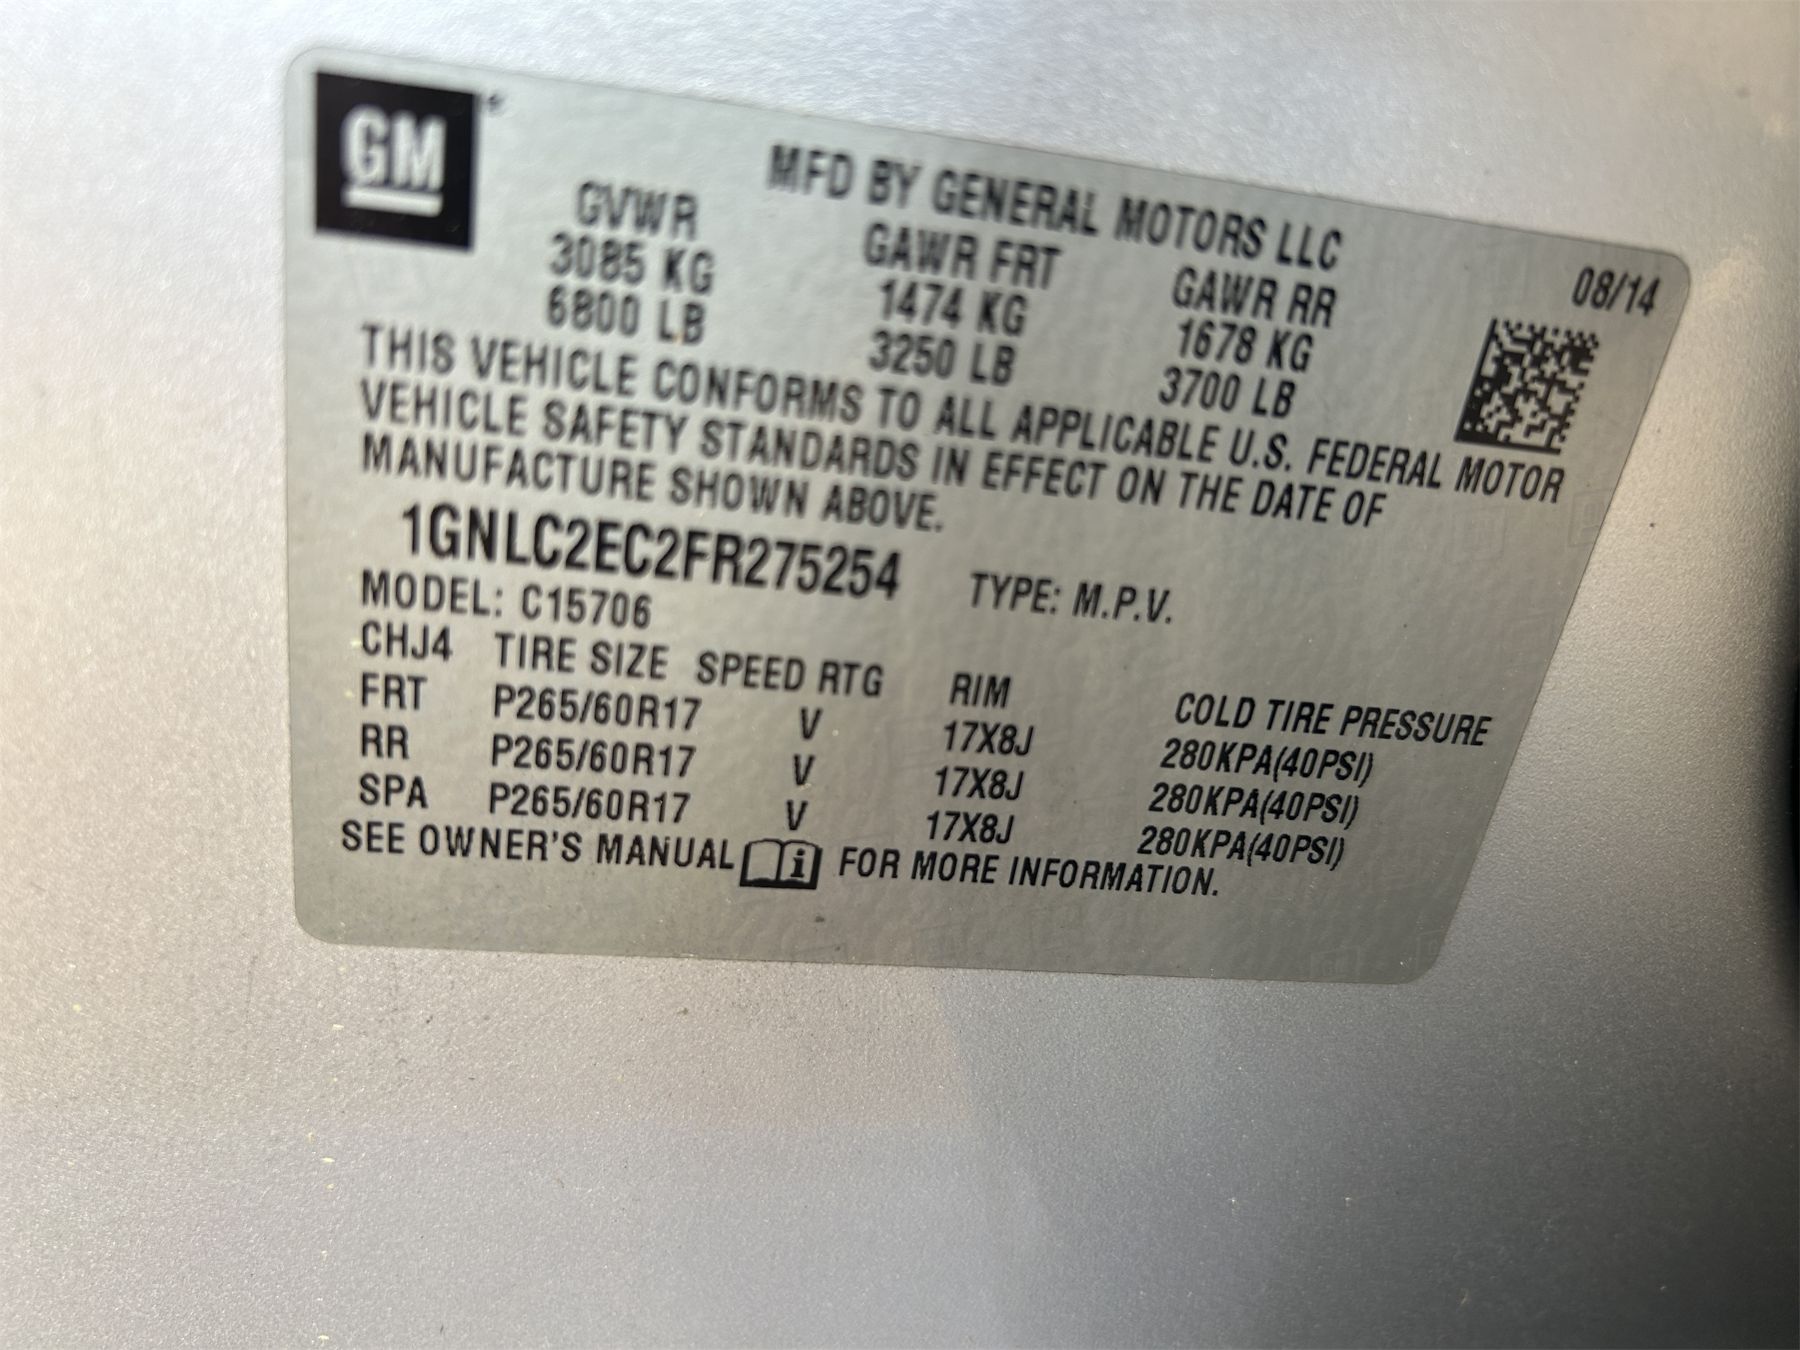 GM
MFD BY GENERAL MOTORS LLC
08/14
GVWR GAWR FRT GAWR RR
3085 KG 1474 KG 1678 KG
6800 LB 3250 LB 3700 LB
THIS VEHICLE CONFORMS TO ALL APPLICABLE U.S. FEDERAL MOTOR
VEHICLE SAFETY STANDARDS IN EFFECT ON THE DATE OF
MANUFACTURE SHOWN ABOVE.
1GNLC2EC2FR275254 TYPE: M.P.V.
MODEL: C15706
CHJ4 TIRE SIZE SPEED RTG RIM COLD TIRE PRESSURE
FRT P265/60R17 V 17X8J 280KPA(40PSI)
RR P265/60R17 V 17X8J 280KPA(40PSI)
SPA P265/60R17 V 17X8J 280KPA(40PSI)
SEE OWNER'S MANUAL i FOR MORE INFORMATION.